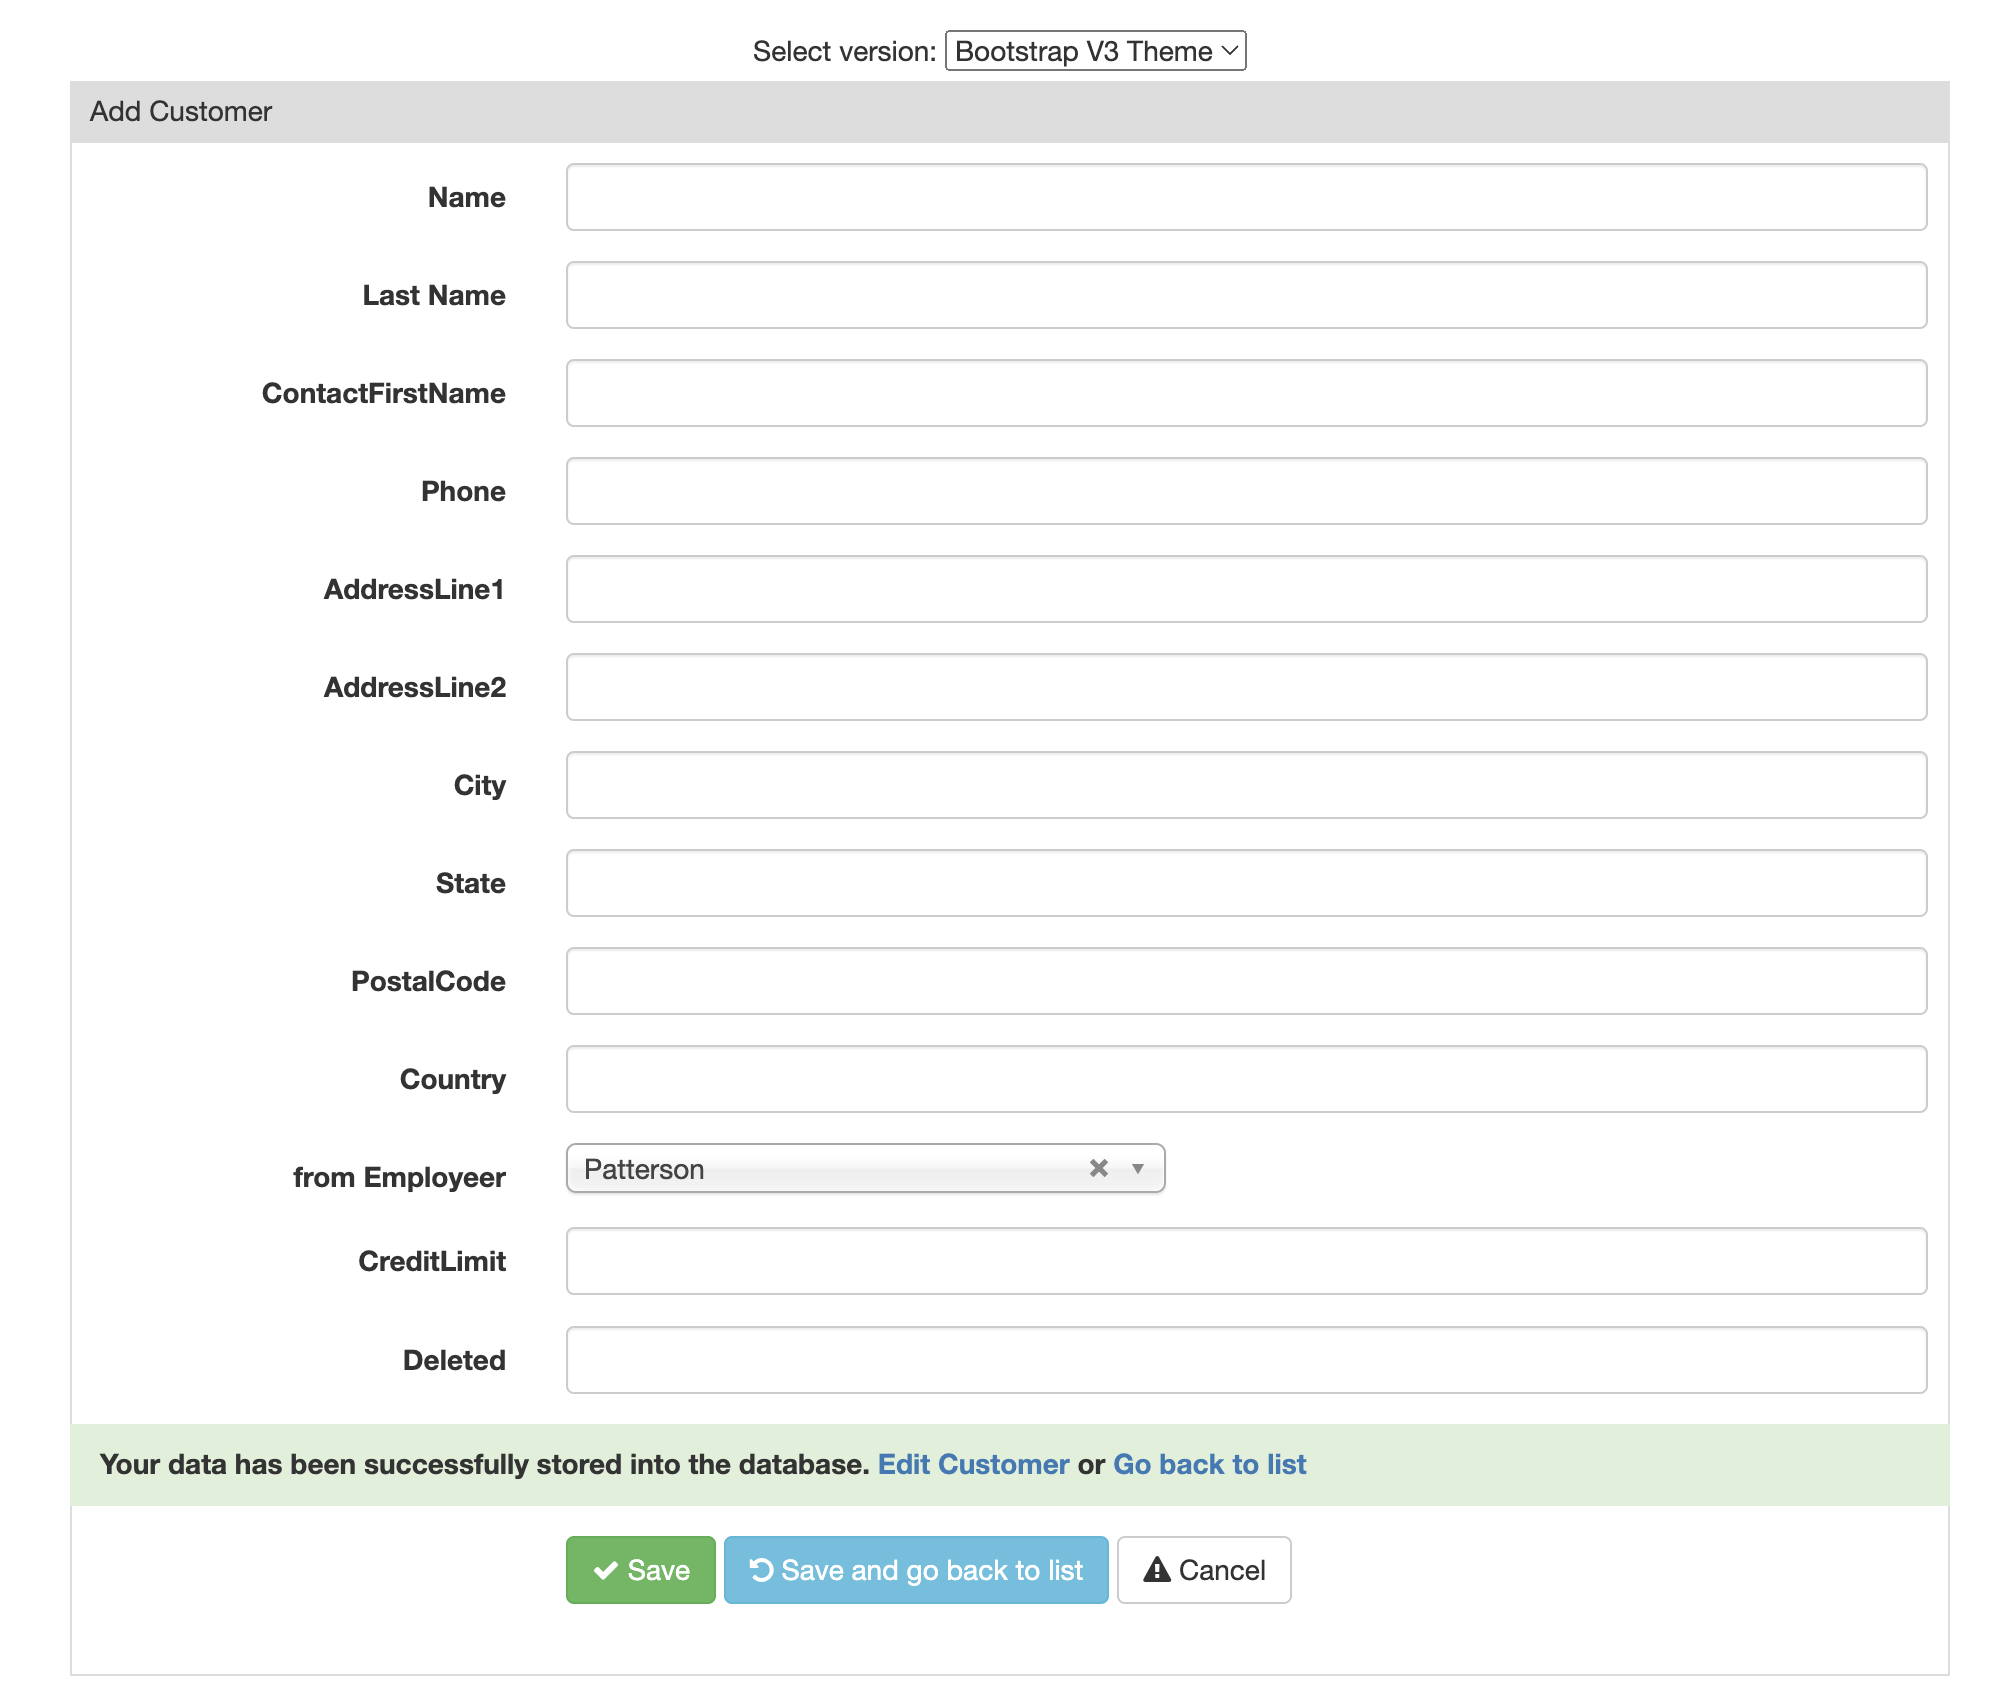 Select version: Bootstrap V3 Theme
Add Customer
Name
Last Name
ContactFirstName
Phone
AddressLine1
AddressLine2
City
State
PostalCode
Country
from Employeer Patterson
CreditLimit
Deleted
Your data has been successfully stored into the database. Edit Customer or Go back to list
Save Save and go back to list Cancel